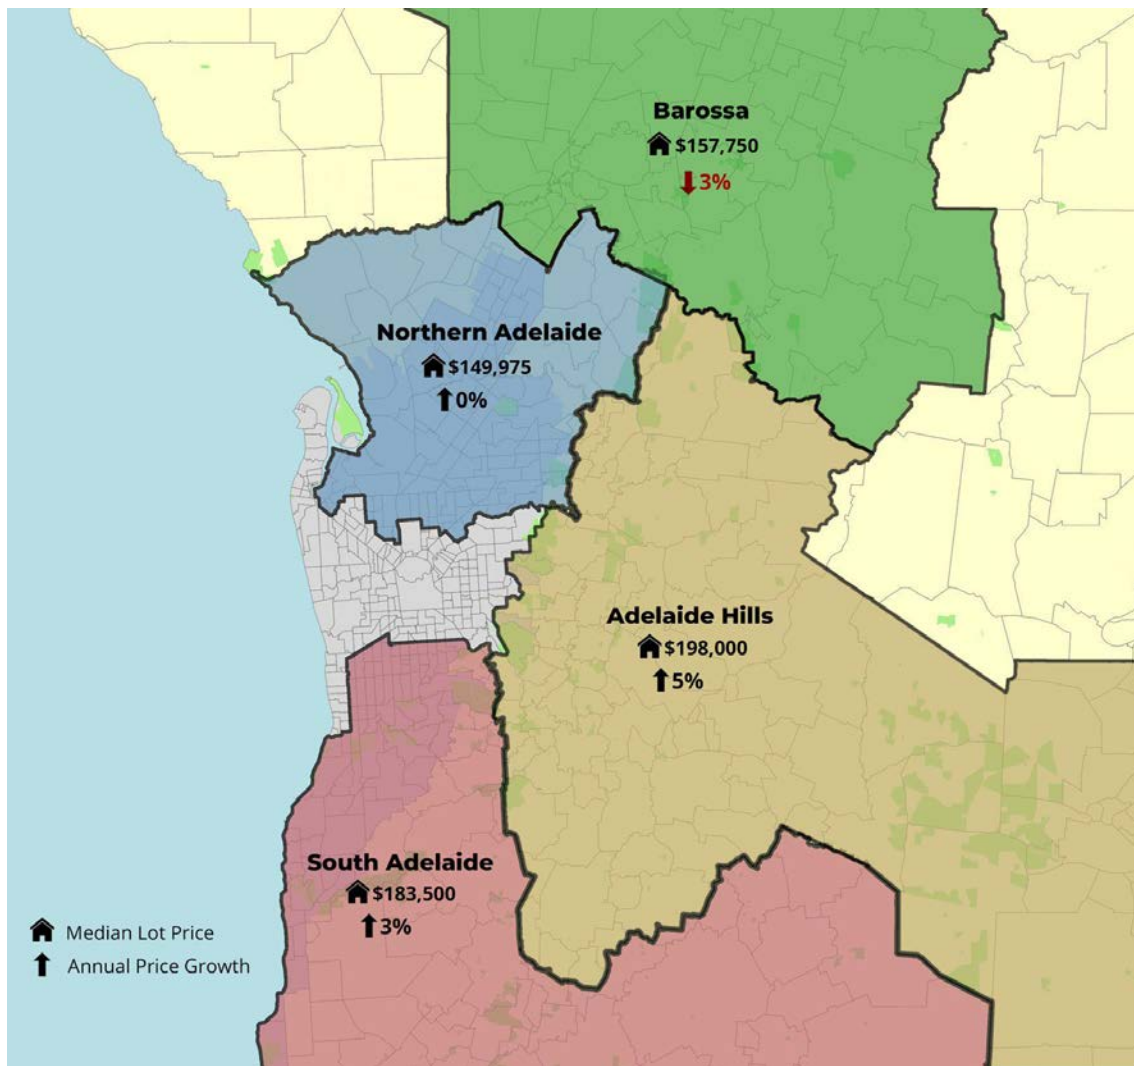 Barossa
$157,750
3%
Northern Adelaide
$149,975
0%
Adelaide Hills
$198,000
5%
South Adelaide
$183,500
3%
Median Lot Price
Annual Price Growth